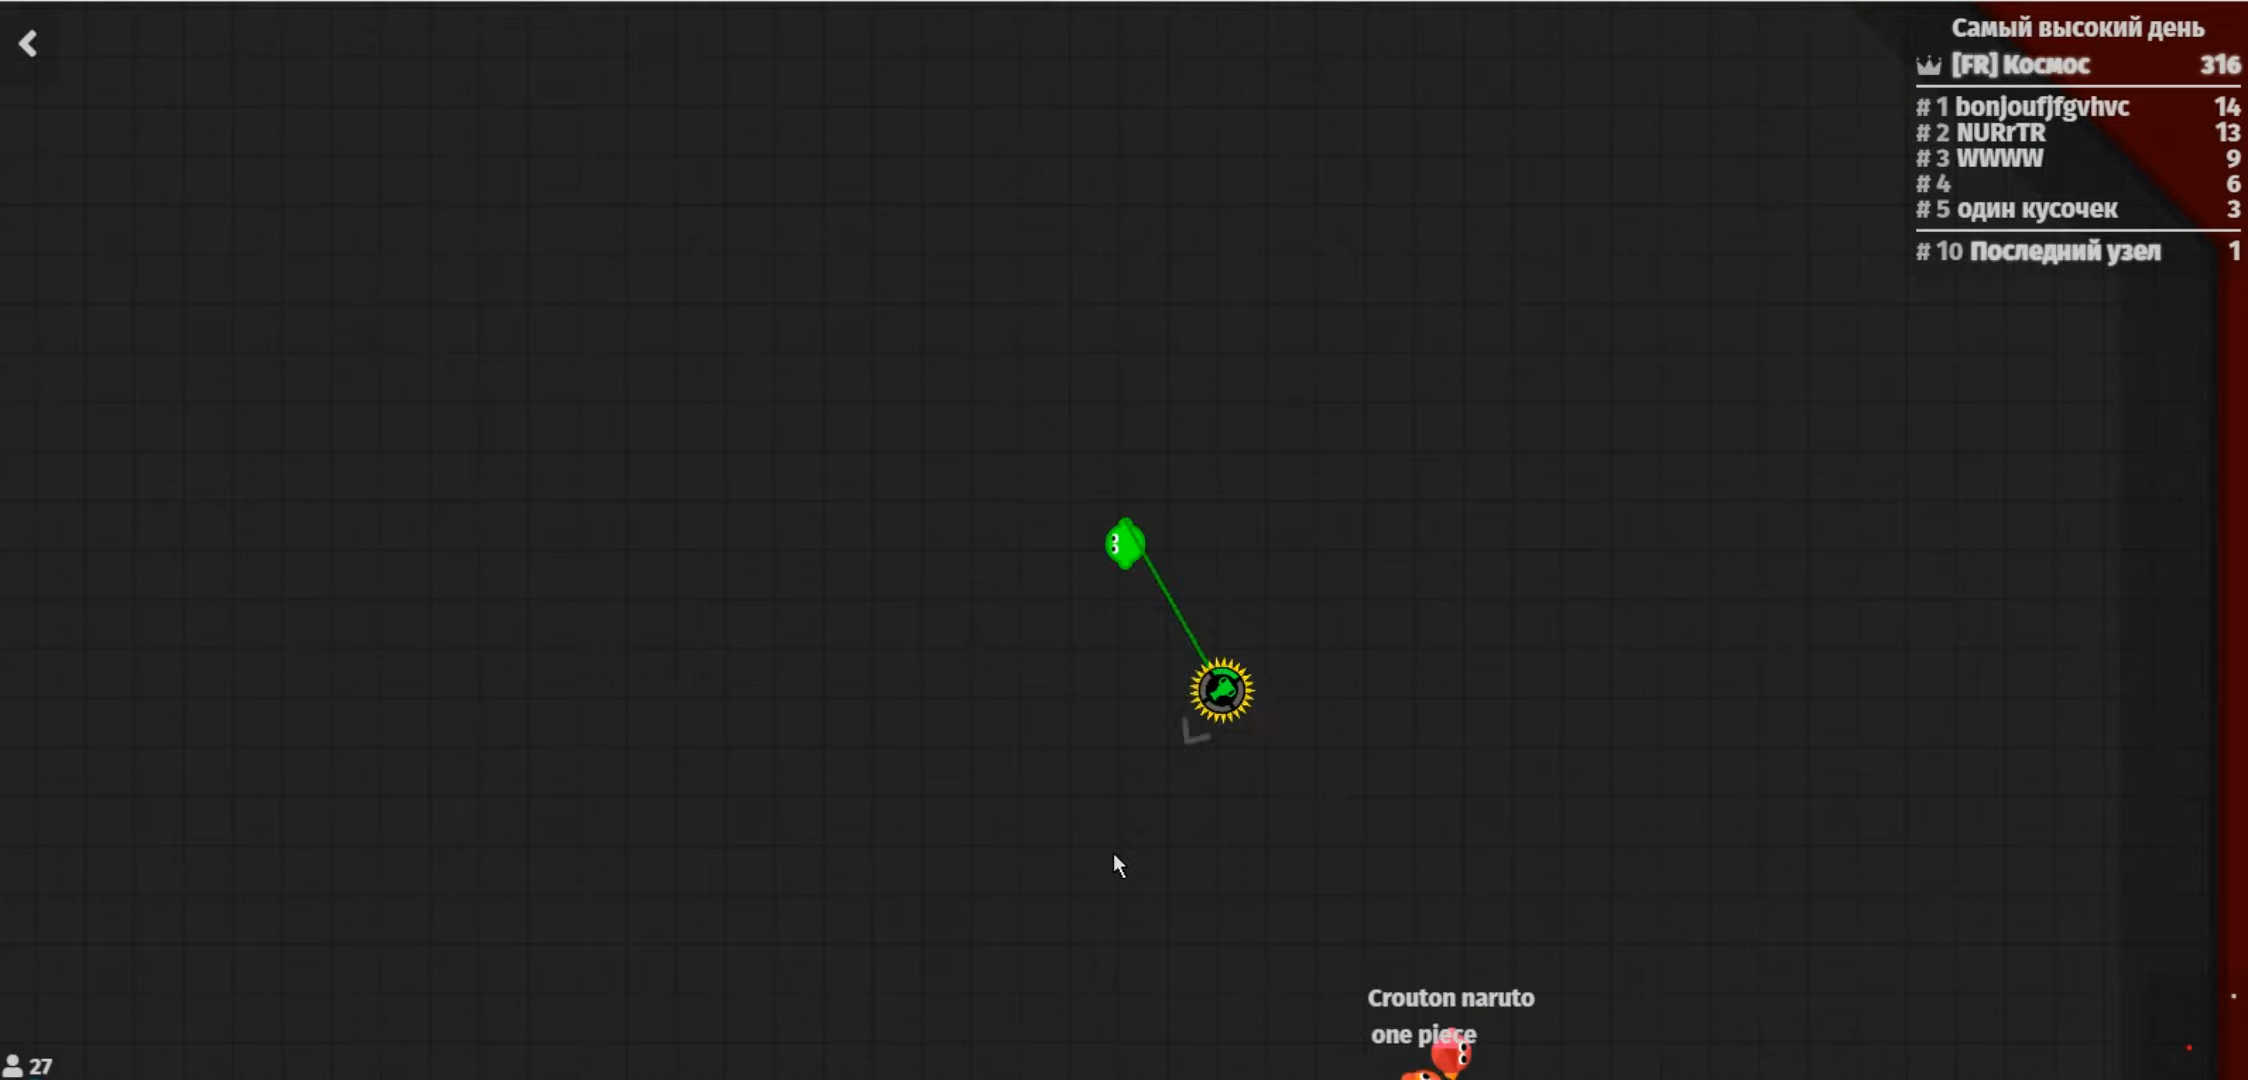 Самый высокий день
[FR] Космос 316
# 1 bonjoufjfgvhvc 14
# 2 NURrTR 13
# 3 WWWW 9
# 4 6
# 5 один кусочек 3
# 10 Последний узел 1
Crouton naruto
one piece
27